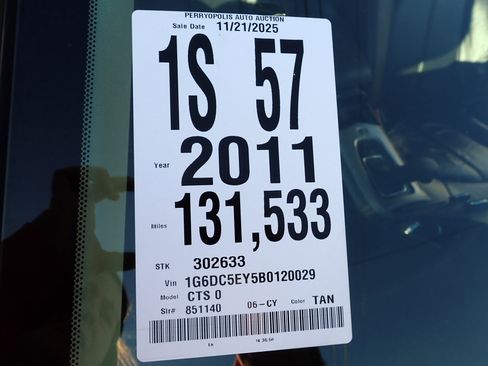 PERRYOPOLIS AUTO AUCTION
Sale Date 11/21/2025
1S 57
Year 2011
Miles 131,533
STK 302633
Vin 1G6DC5EY5B0120029
Model CTS 0
Slr# 851140 06-CY Color TAN